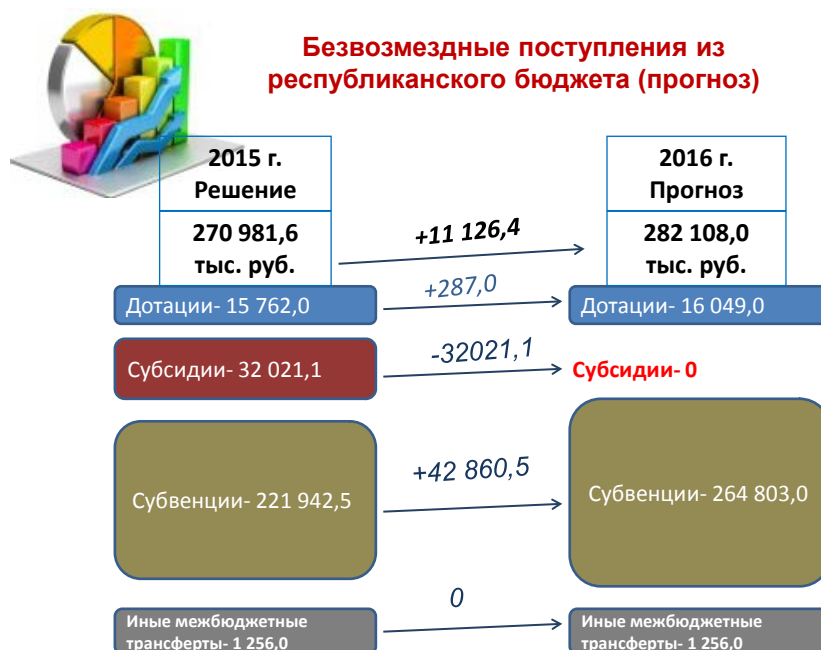 Безвозмездные поступления из
республиканского бюджета (прогноз)
2015 г.
Решение
270 981,6
тыс. руб.
+11 126,4
2016 г.
Прогноз
282 108,0
тыс. руб.
Дотации- 15 762,0
+287,0
Дотации- 16 049,0
Субсидии- 32 021,1
-32021,1
Субсидии- 0
Субвенции- 221 942,5
+42 860,5
Субвенции- 264 803,0
Иные межбюджетные
трансферты- 1 256,0
0
Иные межбюджетные
трансферты- 1 256,0